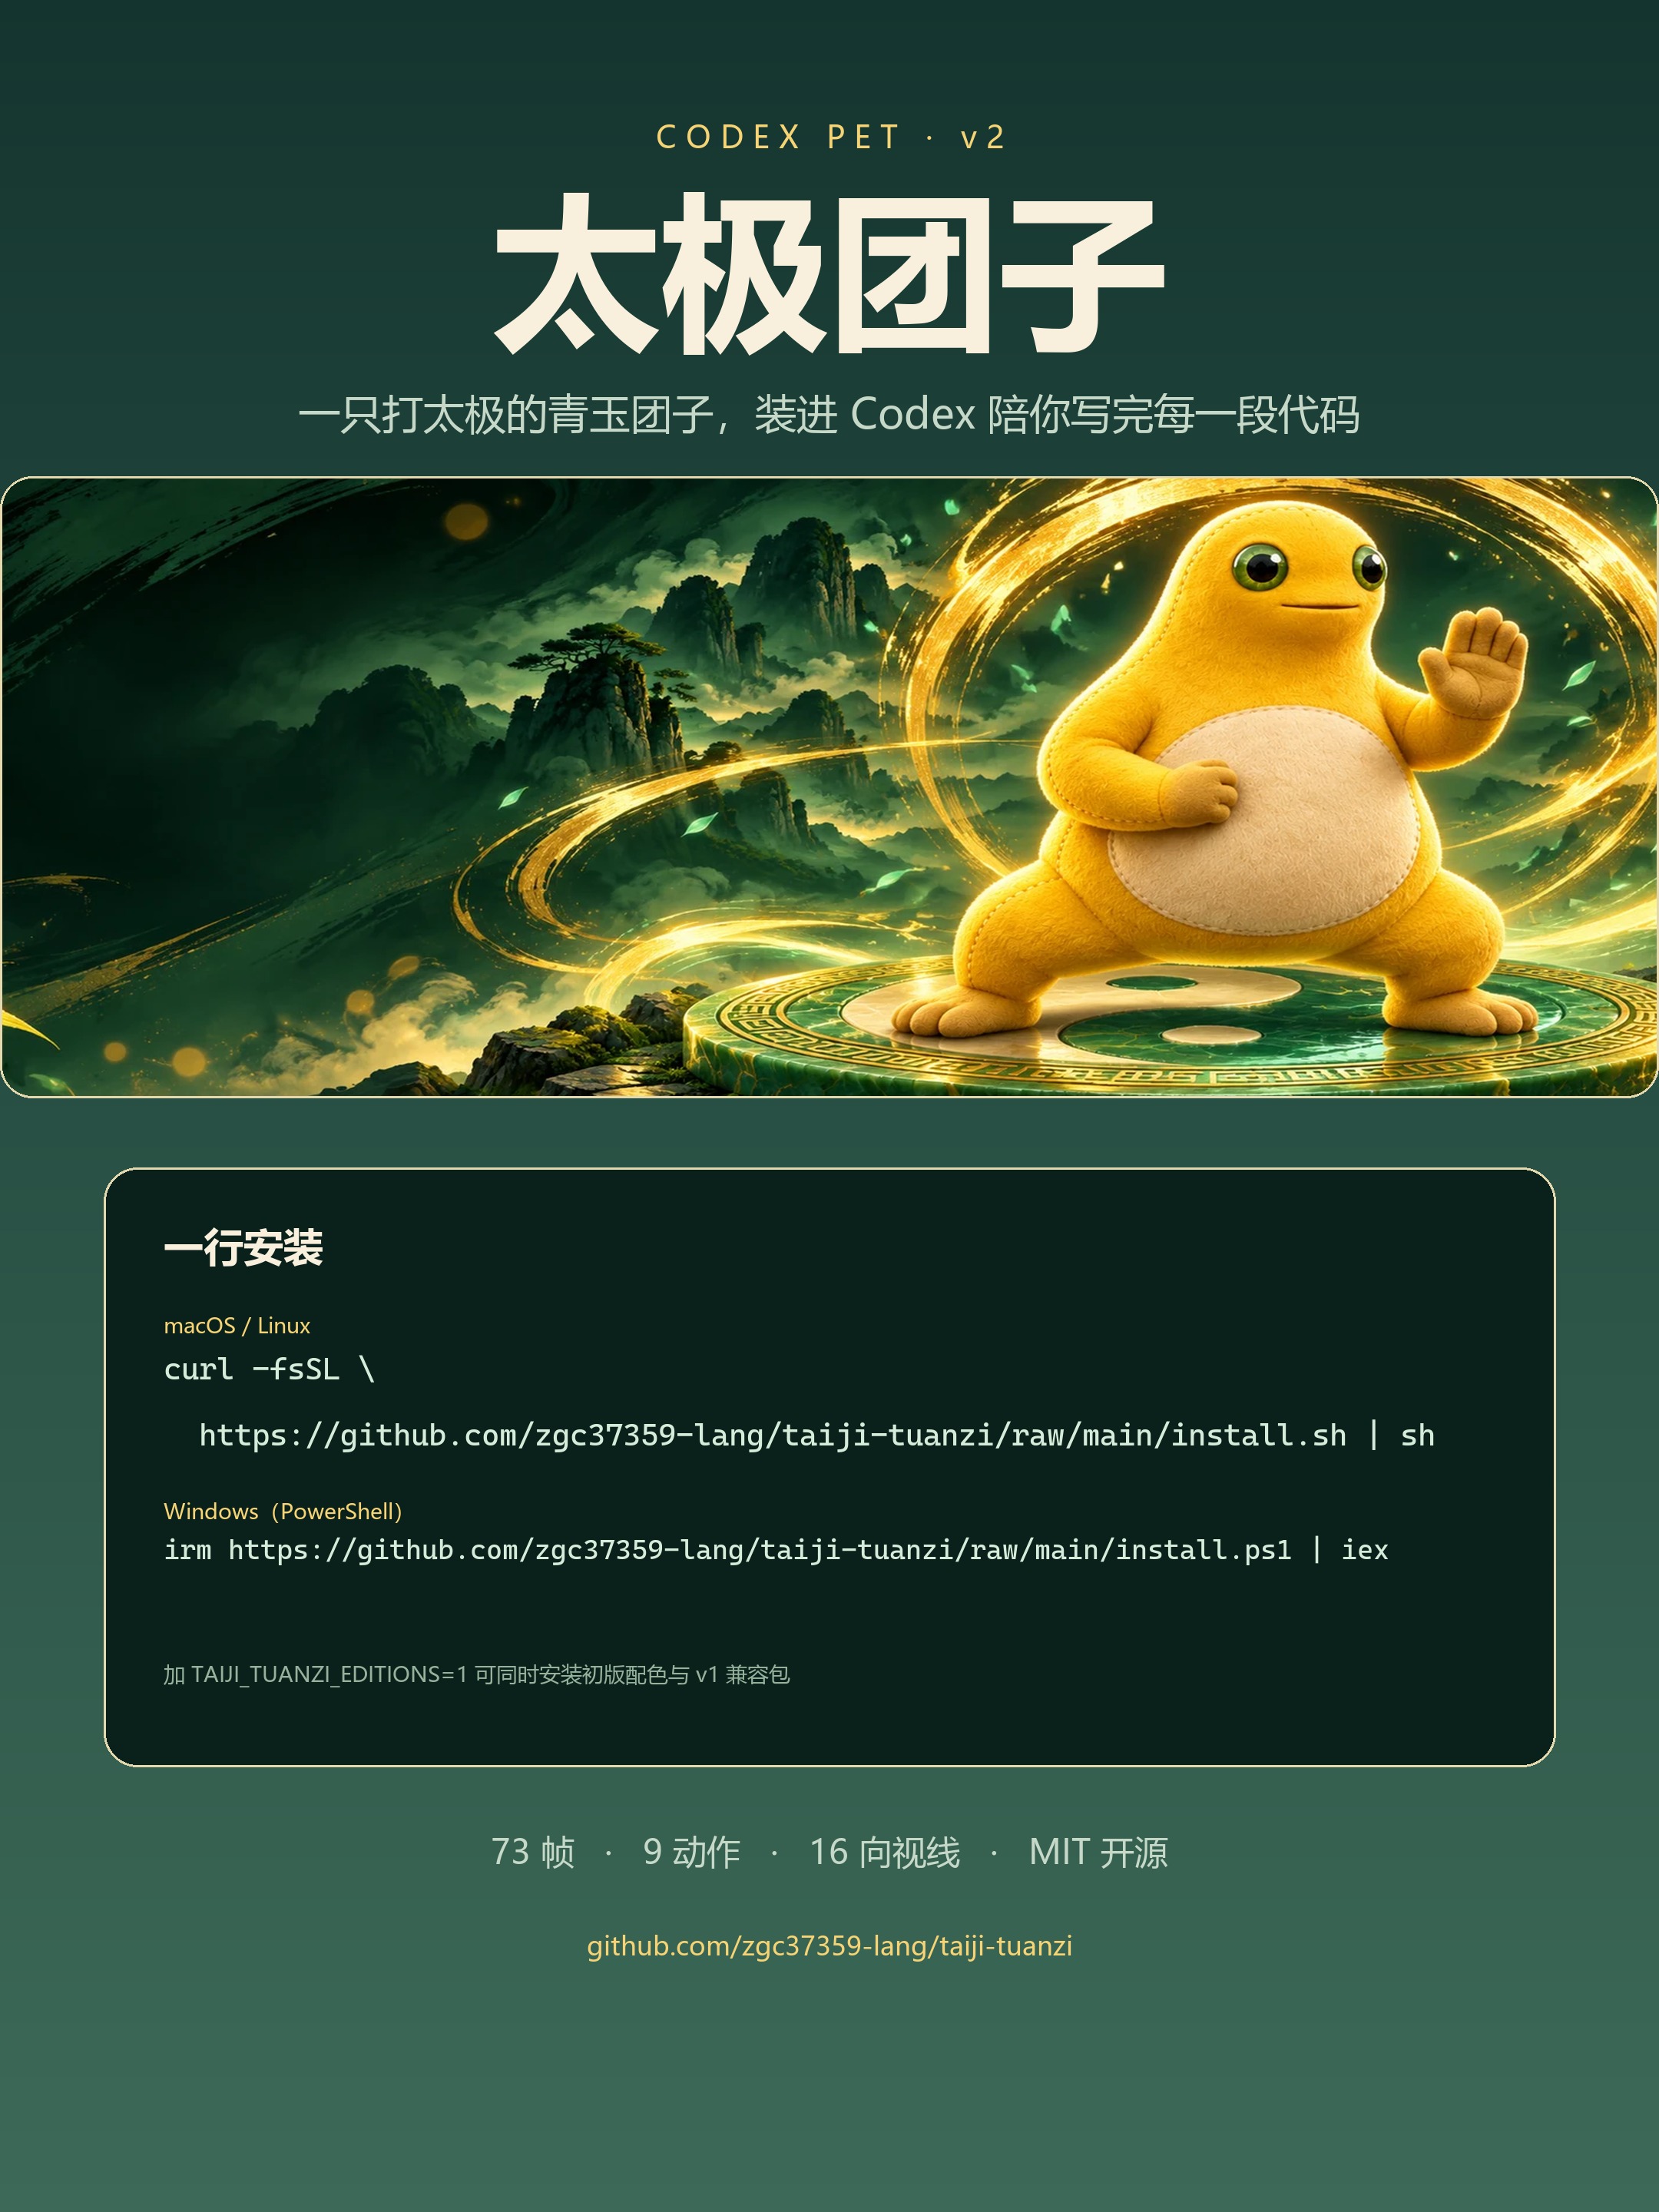 CODEX PET · v2
太极团子
一只打太极的青玉团子，装进 Codex 陪你写完每一段代码
一行安装
macOS / Linux
curl -fsSL \
https://github.com/zgc37359-lang/taiji-tuanzi/raw/main/install.sh | sh
Windows（PowerShell）
irm https://github.com/zgc37359-lang/taiji-tuanzi/raw/main/install.ps1 | iex
加 TAIJI_TUANZI_EDITIONS=1 可同时安装初版配色与 v1 兼容包
73 帧 · 9 动作 · 16 向视线 · MIT 开源
github.com/zgc37359-lang/taiji-tuanzi